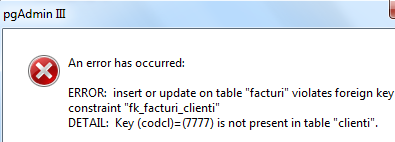 pgAdmin III
An error has occurred:
ERROR:  insert or update on table "facturi" violates foreign key
constraint "fk_facturi_clienti"
DETAIL:  Key (codcl)=(7777) is not present in table "clienti".